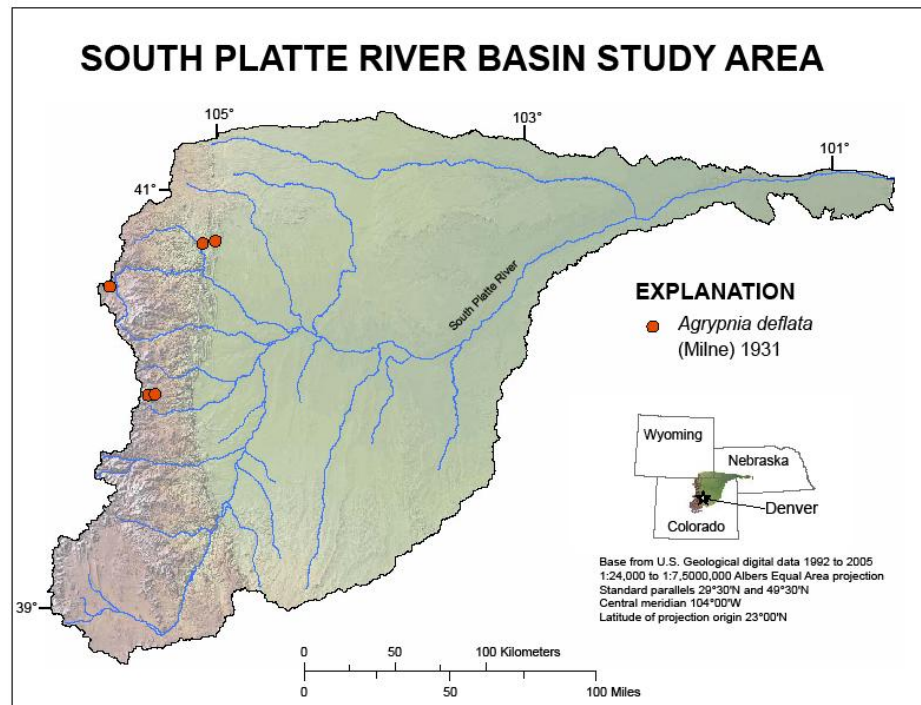 SOUTH PLATTE RIVER BASIN STUDY AREA
105°
103°
101°
41°
South Platte River
EXPLANATION
Agrypnia deflata
(Milne) 1931
Wyoming
Nebraska
Denver
Colorado
Base from U.S. Geological digital data 1992 to 2005
1:24,000 to 1:7,5000,000 Albers Equal Area projection
Standard parallels 29°30'N and 49°30'N
Central meridian 104°00'W
Latitude of projection origin 23°00'N
39°
0 50 100 Kilometers
0 50 100 Miles